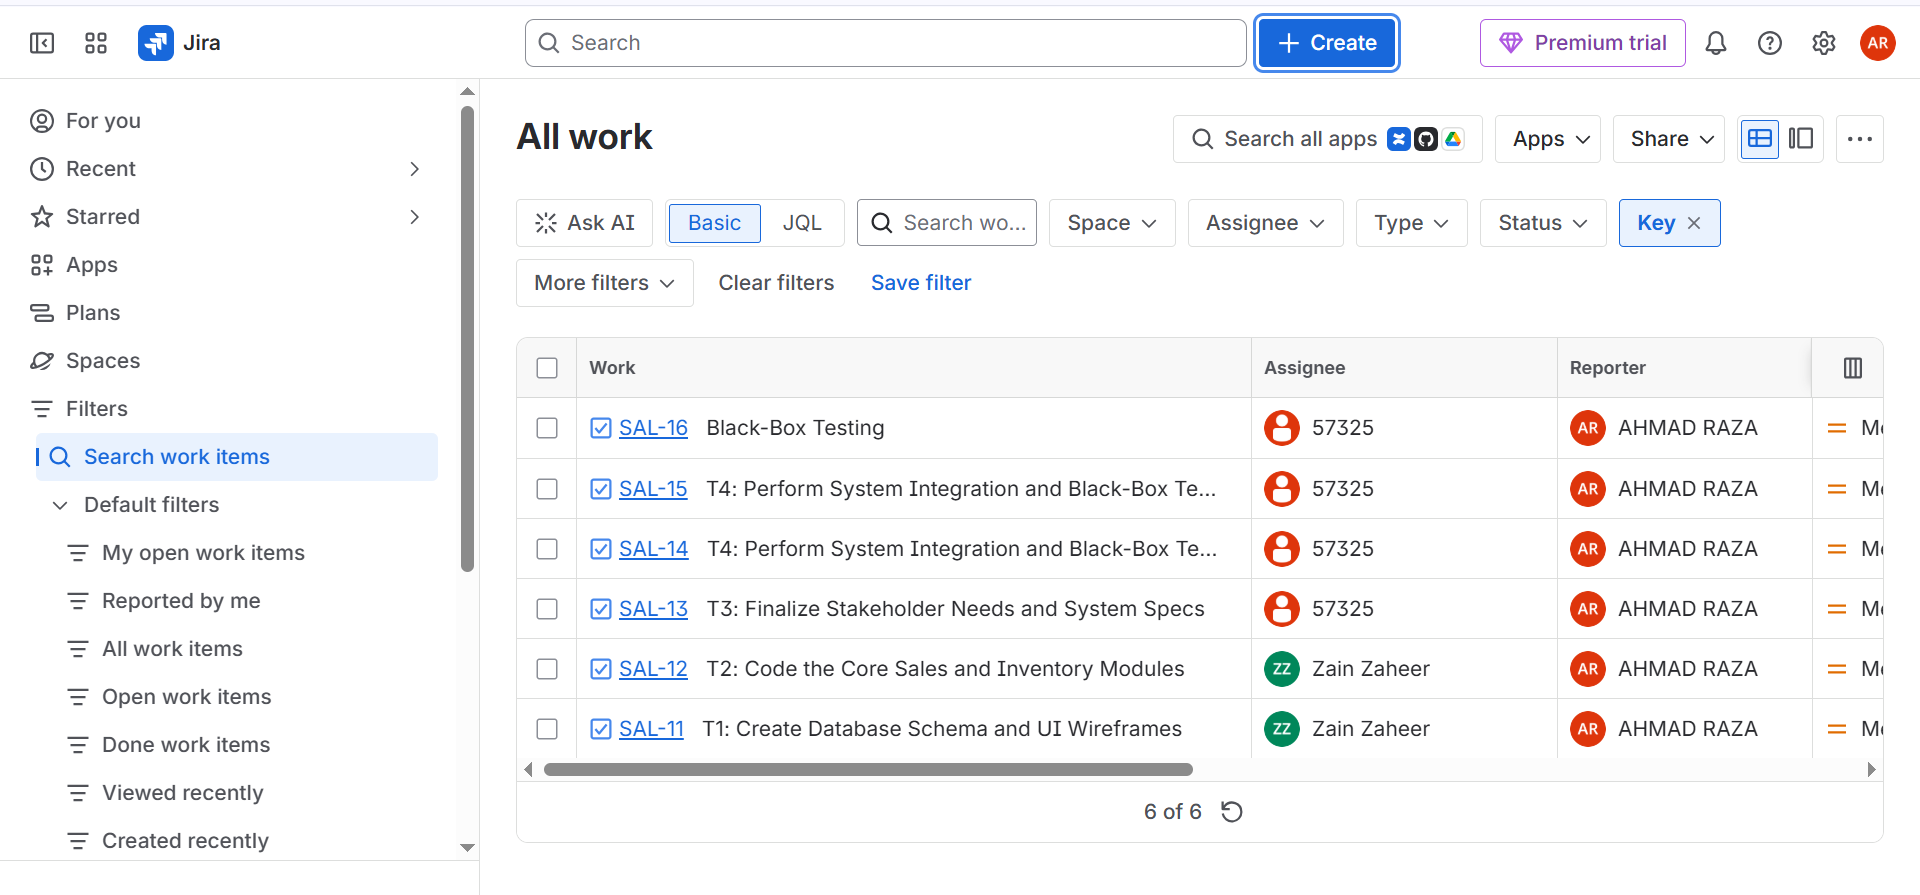 Jira
Search
Create
Premium trial
AR
For you
Recent
Starred
Apps
Plans
Spaces
Filters
Search work items
Default filters
My open work items
Reported by me
All work items
Open work items
Done work items
Viewed recently
Created recently
All work
Search all apps
Apps
Share
Ask AI
Basic
JQL
Search wo...
Space
Assignee
Type
Status
Key
More filters
Clear filters
Save filter
Work Assignee Reporter
SAL-16 Black-Box Testing 57325 AR AHMAD RAZA
SAL-15 T4: Perform System Integration and Black-Box Te... 57325 AR AHMAD RAZA
SAL-14 T4: Perform System Integration and Black-Box Te... 57325 AR AHMAD RAZA
SAL-13 T3: Finalize Stakeholder Needs and System Specs 57325 AR AHMAD RAZA
SAL-12 T2: Code the Core Sales and Inventory Modules ZZ Zain Zaheer AR AHMAD RAZA
SAL-11 T1: Create Database Schema and UI Wireframes ZZ Zain Zaheer AR AHMAD RAZA
6 of 6